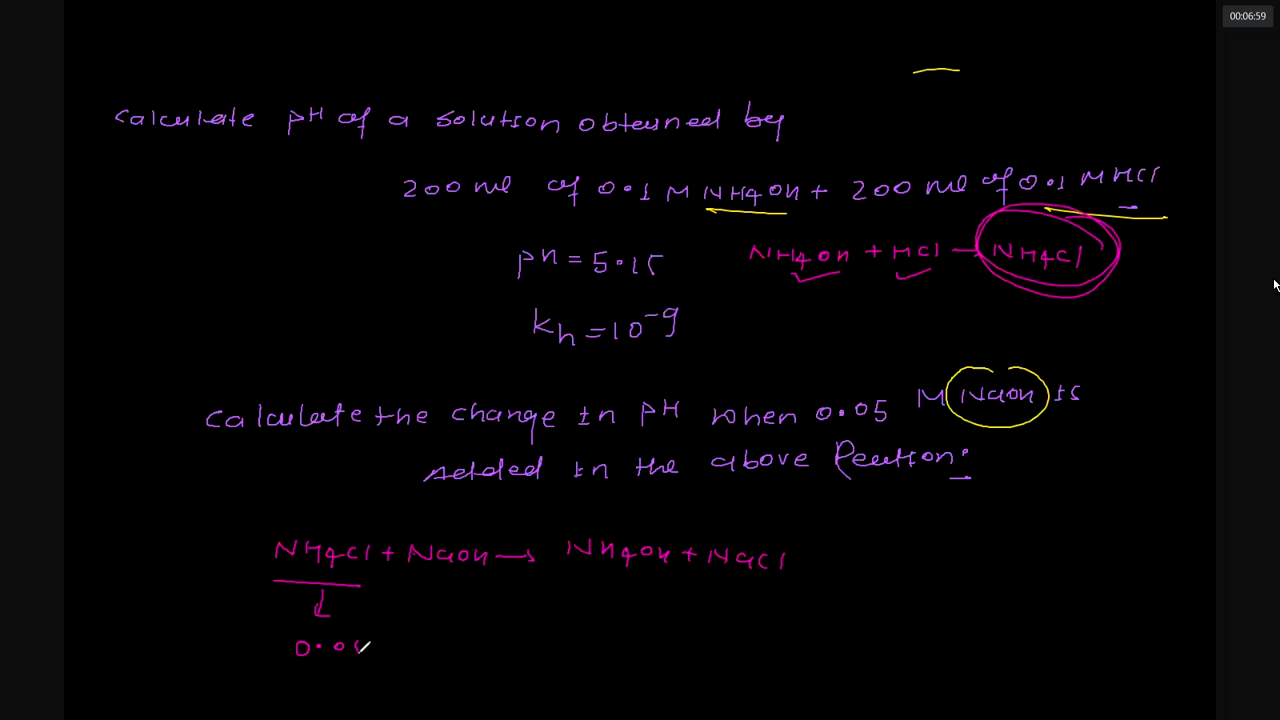 00:06:59
calculate pH of a solution obtained by
200 ml of 0.1 M NH4OH + 200 ml of 0.1 M HCl
NH4OH + HCl — NH4Cl
pH = 5.15
kh = 10-9
calculate the change in pH when 0.05 M NaOH is
added in the above Reaction:
NH4Cl + NaOH → NH4OH + NaCl
0.0